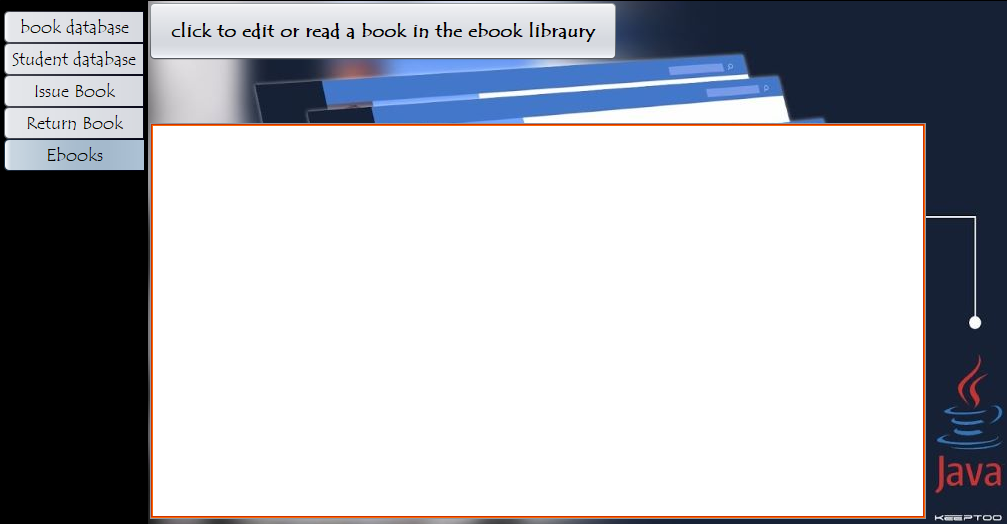 book database
Student database
Issue Book
Return Book
Ebooks
click to edit or read a book in the ebook libraury
Java
KEEPTOO